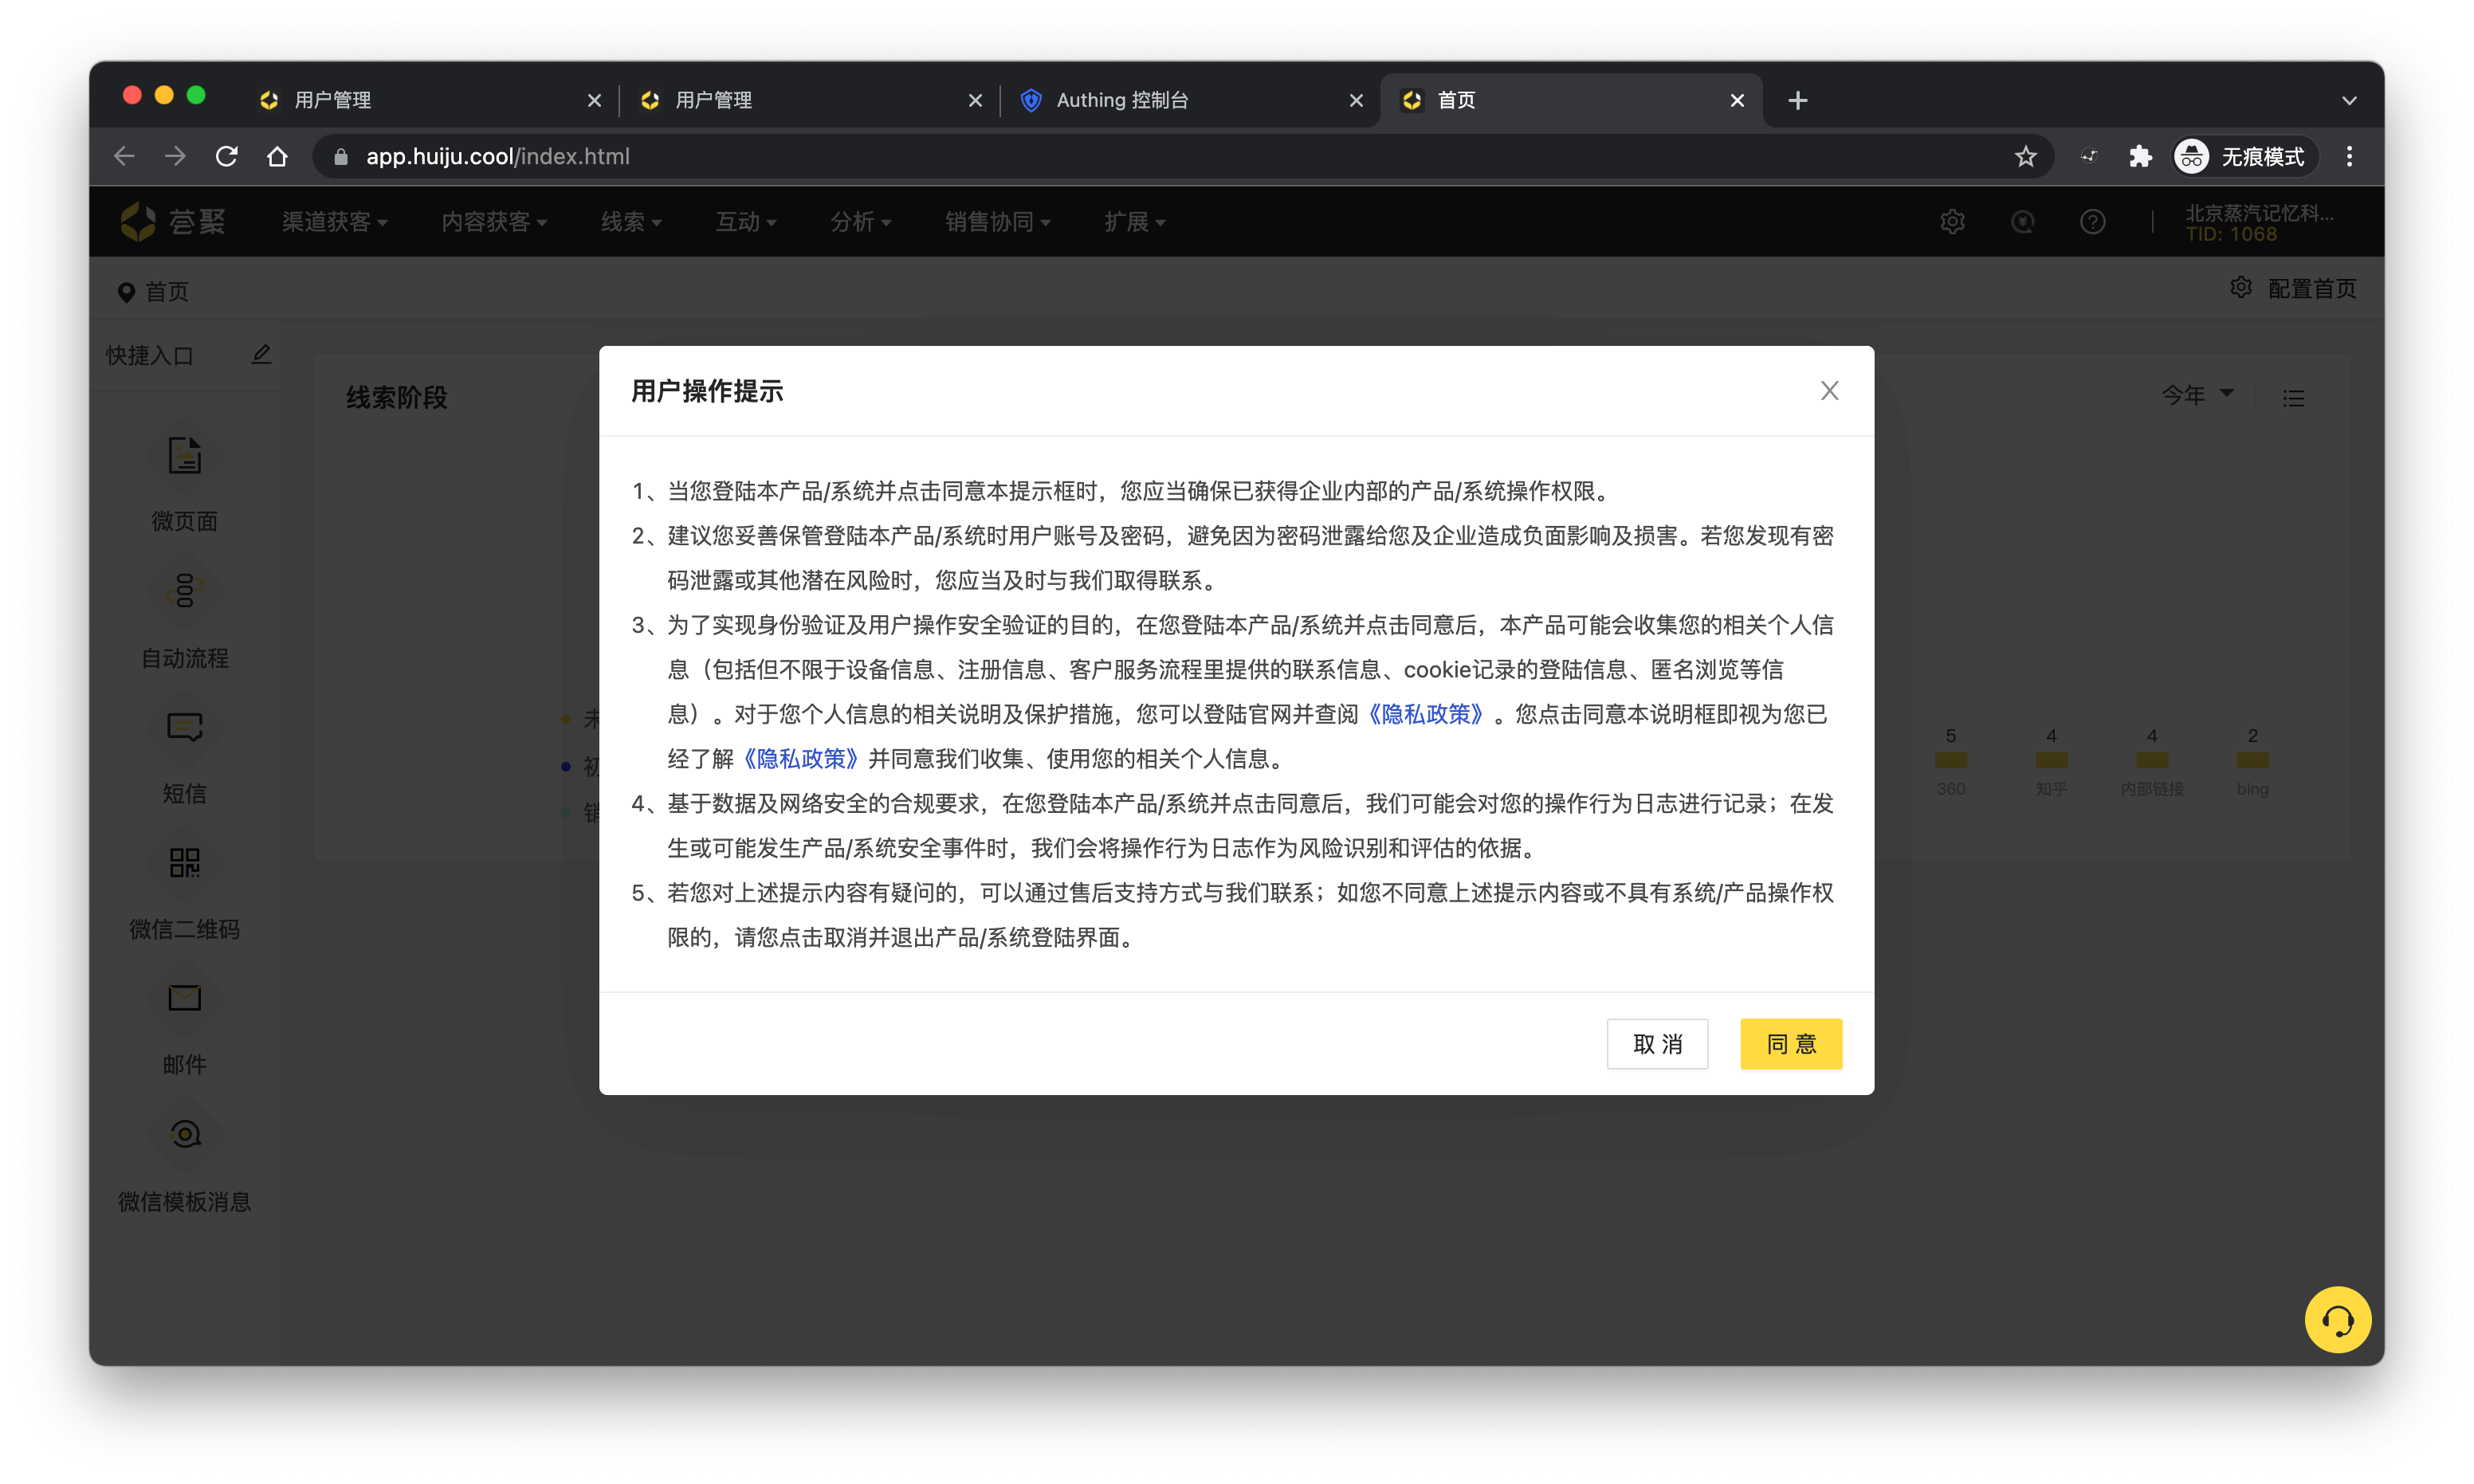 用户管理
用户管理
Authing 控制台
首页
app.huiju.cool/index.html
无痕模式
荟聚
渠道获客
内容获客
线索
互动
分析
销售协同
扩展
北京蒸汽记忆科...
TID: 1068
首页
配置首页
快捷入口
线索阶段
今年
微页面
自动流程
短信
微信二维码
邮件
微信模板消息
用户操作提示
1、当您登陆本产品/系统并点击同意本提示框时，您应当确保已获得企业内部的产品/系统操作权限。
2、建议您妥善保管登陆本产品/系统时用户账号及密码，避免因为密码泄露给您及企业造成负面影响及损害。若您发现有密
码泄露或其他潜在风险时，您应当及时与我们取得联系。
3、为了实现身份验证及用户操作安全验证的目的，在您登陆本产品/系统并点击同意后，本产品可能会收集您的相关个人信
息（包括但不限于设备信息、注册信息、客户服务流程里提供的联系信息、cookie记录的登陆信息、匿名浏览等信
息）。对于您个人信息的相关说明及保护措施，您可以登陆官网并查阅《隐私政策》。您点击同意本说明框即视为您已
经了解《隐私政策》并同意我们收集、使用您的相关个人信息。
4、基于数据及网络安全的合规要求，在您登陆本产品/系统并点击同意后，我们可能会对您的操作行为日志进行记录；在发
生或可能发生产品/系统安全事件时，我们会将操作行为日志作为风险识别和评估的依据。
5、若您对上述提示内容有疑问的，可以通过售后支持方式与我们联系；如您不同意上述提示内容或不具有系统/产品操作权
限的，请您点击取消并退出产品/系统登陆界面。
取 消
同 意
5
4
4
2
360
知乎
内部链接
bing